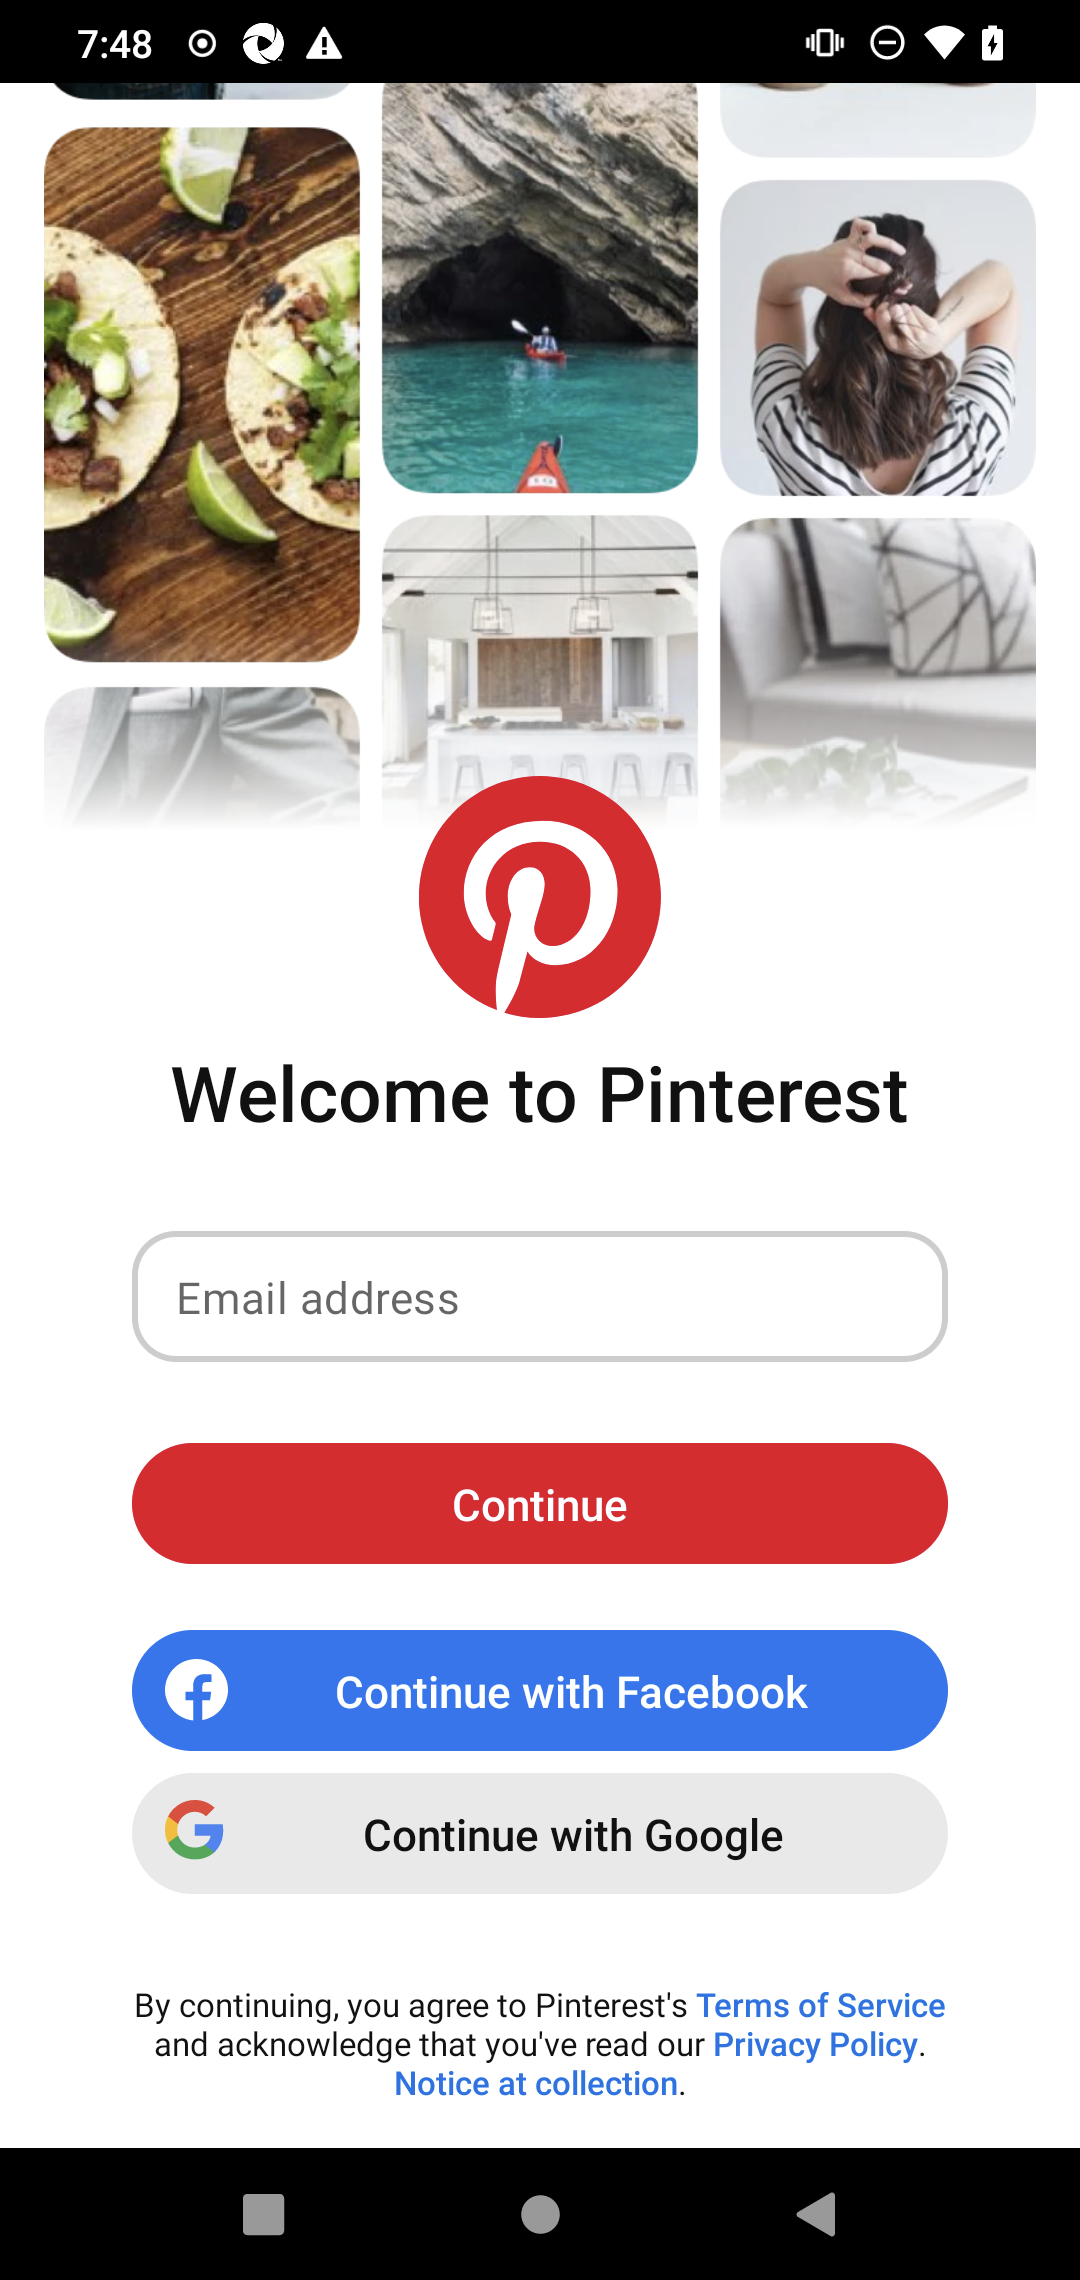 7:48
Welcome to Pinterest
Email address
Continue
Continue with Facebook
Continue with Google
By continuing, you agree to Pinterest's Terms of Service
and acknowledge that you've read our Privacy Policy.
Notice at collection.